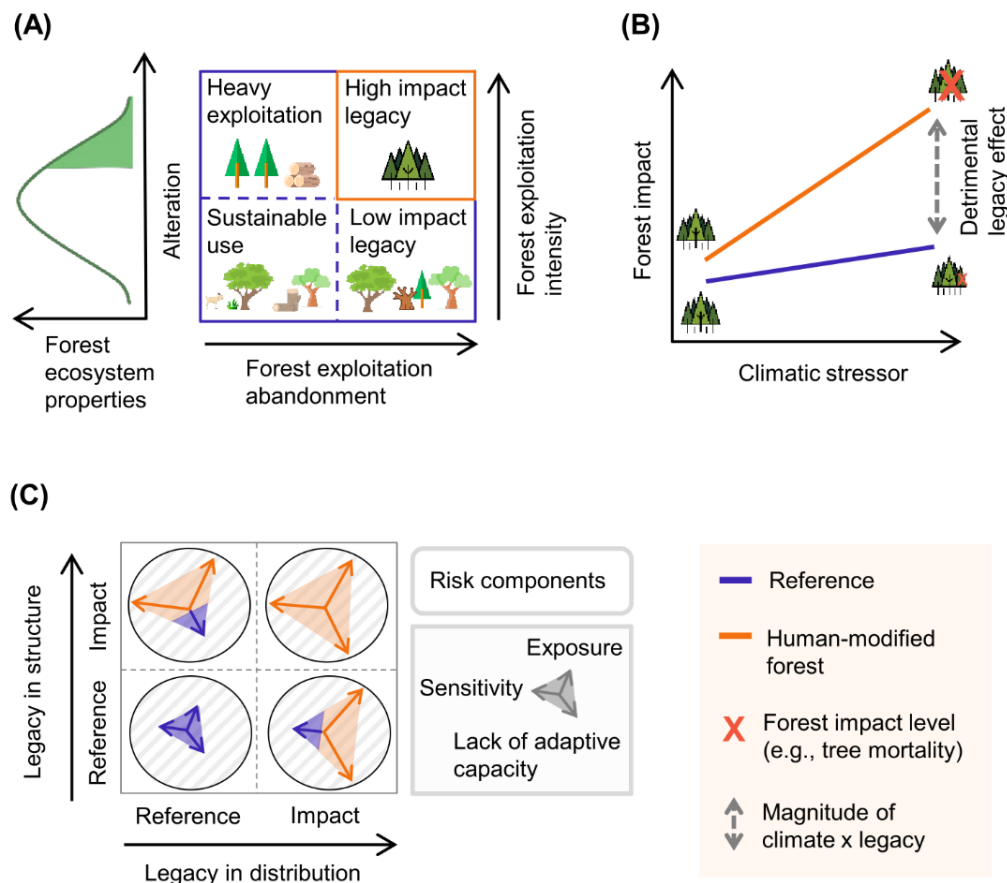 (A)
Heavy
exploitation
High impact
legacy
Sustainable
use
Low impact
legacy
Alteration
Forest exploitation
intensity
Forest
ecosystem
properties
Forest exploitation
abandonment
(B)
Forest impact
Detrimental
legacy effect
Climatic stressor
(C)
Legacy in structure
Impact
Reference
Reference
Impact
Legacy in distribution
Risk components
Exposure
Sensitivity
Lack of adaptive
capacity
Reference
Human-modified
forest
X
Forest impact level
(e.g., tree mortality)
Magnitude of
climate x legacy